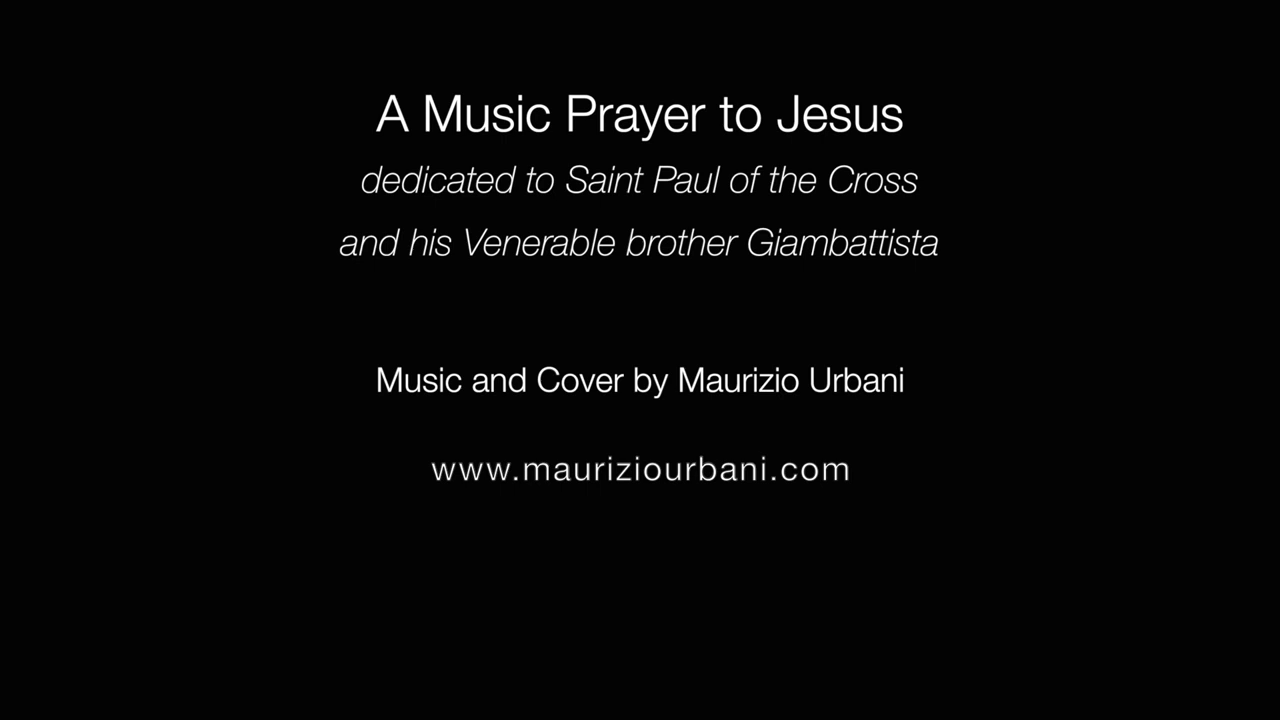 A Music Prayer to Jesus
dedicated to Saint Paul of the Cross
and his Venerable brother Giambattista
Music and Cover by Maurizio Urbani
www.mauriziourbani.com